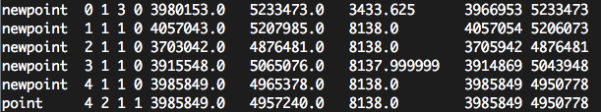 newpoint 0 1 3 0 3980153.0 5233473.0 3433.625 3966953 5233473
newpoint 1 1 1 0 4057043.0 5207985.0 8138.0 4057054 5206073
newpoint 2 1 1 0 3703042.0 4876481.0 8138.0 3705942 4876481
newpoint 3 1 1 0 3915548.0 5065076.0 8137.999999 3914869 5043948
newpoint 4 1 1 0 3985849.0 4965378.0 8138.0 3985849 4950778
point 4 2 1 1 3985849.0 4957240.0 8138.0 3985849 4950778